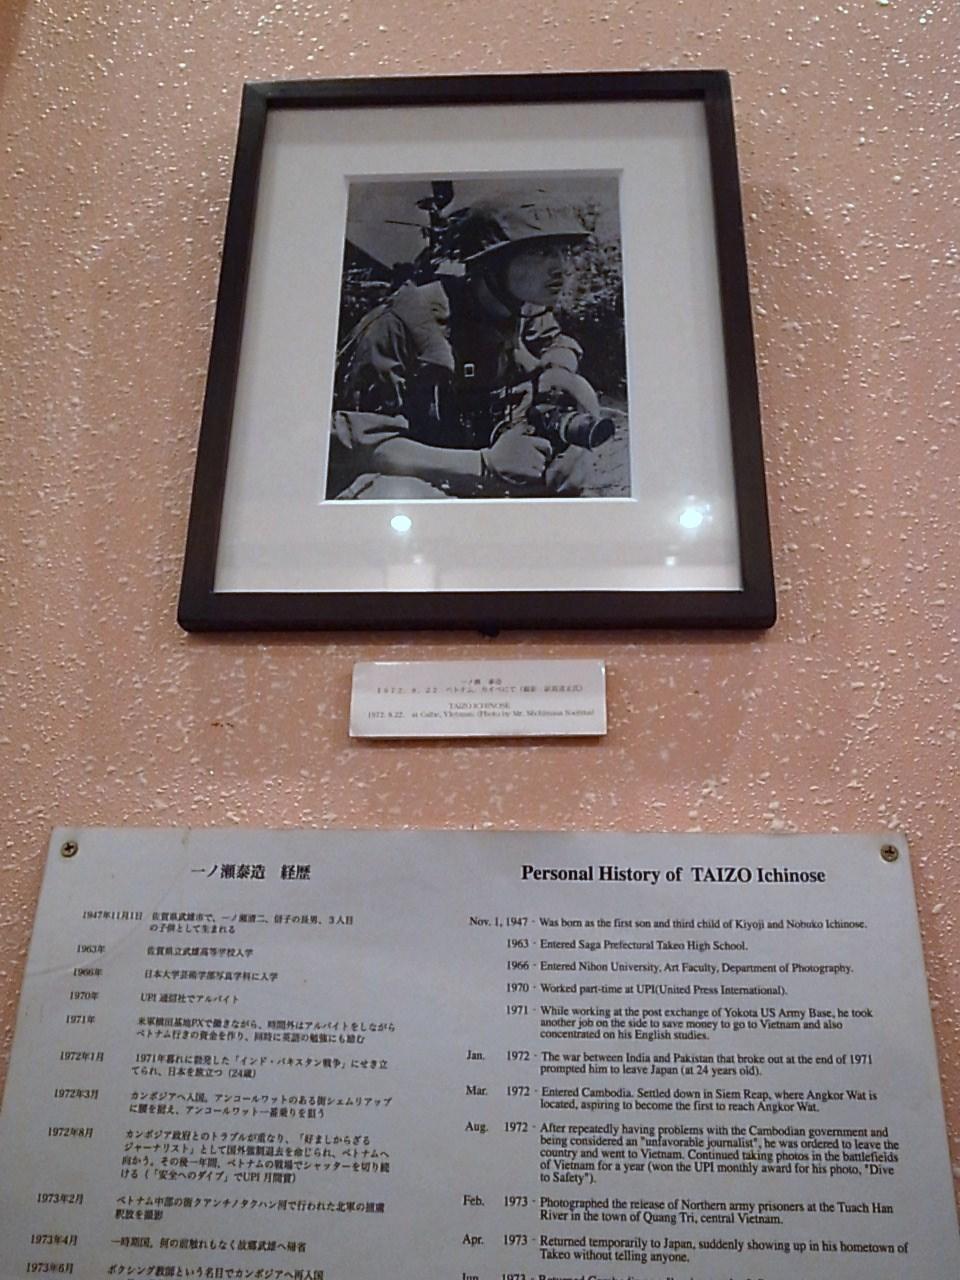 一ノ瀬 泰造
TAIZO ICHINOSE
一ノ瀬泰造 経歴
1947年11月1日 佐賀県武雄市で、一ノ瀬清二、信子の長男、3人目
の子供として生まれる
1963年 佐賀県立武雄高等学校入学
1966年 日本大学芸術学部写真学科に入学
1970年 UPI 通信社でアルバイト
1971年 米軍横田基地PXで働きながら、時間外はアルバイトをしながら
ベトナム行きの資金を作り、同時に英語の勉強にも励む
1972年1月 1971年暮れに勃発した「インド・パキスタン戦争」にせき立
てられ、日本を旅立つ(24歳)
1972年3月 カンボジアへ入国。アンコールワットのある街シェムリアップ
に腰を据え、アンコールワット一番乗りを狙う
1972年8月 カンボジア政府とのトラブルが重なり、「好ましからざる
ジャーナリスト」として国外強制退去を命じられ、ベトナムへ
向かう。その後一年間、ベトナムの戦場でシャッターを切り続
ける(「安全へのダイブ」でUPI 月間賞)
1973年2月 ベトナム中部の街クアンチノタクハン河で行われた北軍の捕虜
釈放を撮影
1973年4月 一時帰国。何の前触れもなく故郷武雄へ帰省
1973年6月 ボクシング教師という名目でカンボジアへ再入国
Personal History of TAIZO Ichinose
Nov. 1, 1947 - Was born as the first son and third child of Kiyoji and Nobuko Ichinose.
1963 - Entered Saga Prefectural Takeo High School.
1966 - Entered Nihon University, Art Faculty, Department of Photography.
1970 - Worked part-time at UPI(United Press International).
1971 - While working at the post exchange of Yokota US Army Base, he took
another job on the side to save money to go to Vietnam and also
concentrated on his English studies.
Jan. 1972 - The war between India and Pakistan that broke out at the end of 1971
prompted him to leave Japan (at 24 years old).
Mar. 1972 - Entered Cambodia. Settled down in Siem Reap, where Angkor Wat is
located, aspiring to become the first to reach Angkor Wat.
Aug. 1972 - After repeatedly having problems with the Cambodian government and
being considered an "unfavorable journalist", he was ordered to leave the
country and went to Vietnam. Continued taking photos in the battlefields
of Vietnam for a year (won the UPI monthly award for his photo, "Dive
to Safety").
Feb. 1973 - Photographed the release of Northern army prisoners at the Tuach Han
River in the town of Quang Tri, central Vietnam.
Apr. 1973 - Returned temporarily to Japan, suddenly showing up in his hometown of
Takeo without telling anyone.